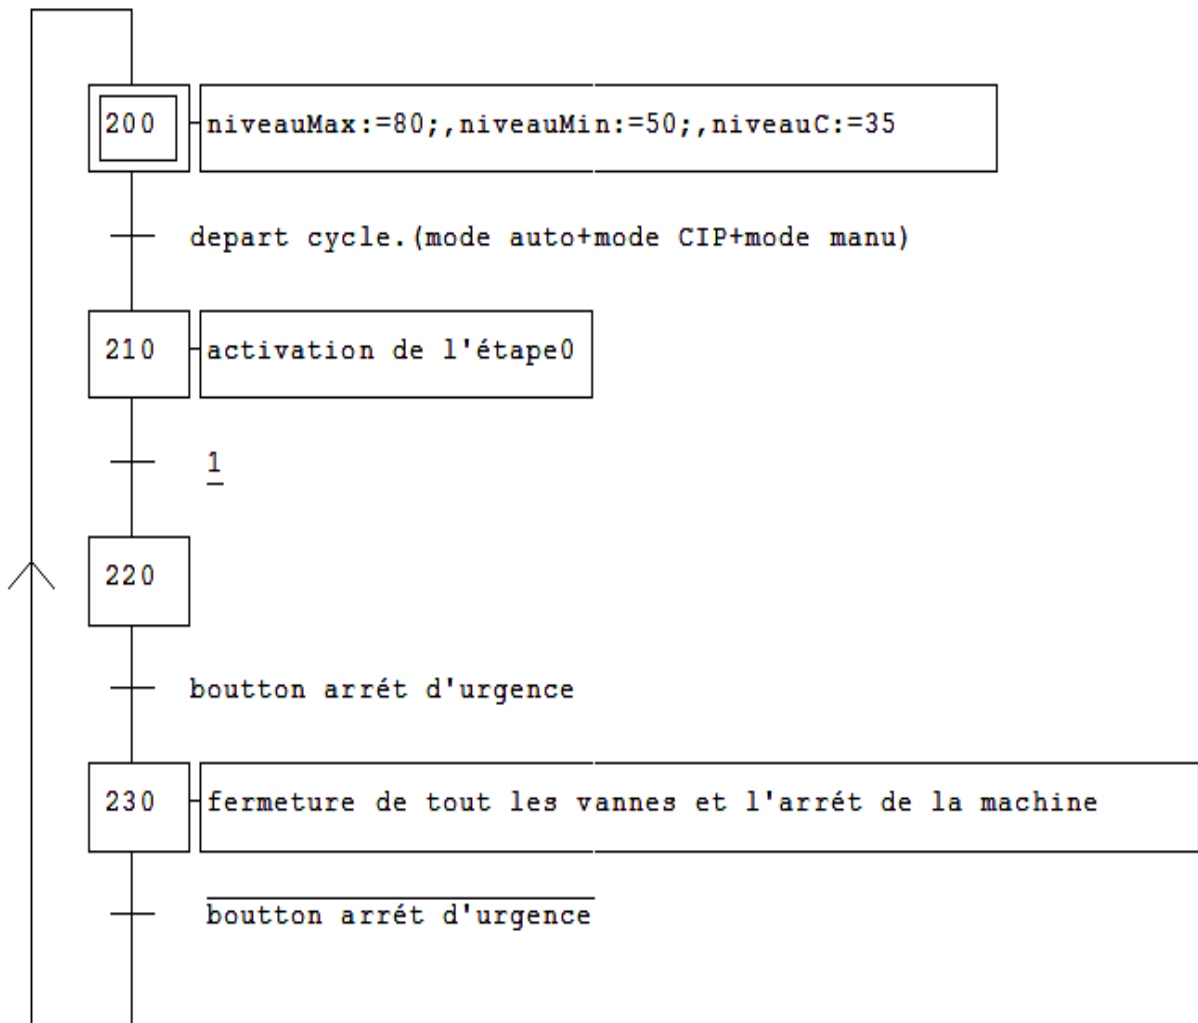 200 niveauMax:=80;,niveauMin:=50;,niveauC:=35
depart cycle.(mode auto+mode CIP+mode manu)
210 activation de l'étape0
1
220
boutton arrét d'urgence
230 fermeture de tout les vannes et l'arrét de la machine
boutton arrét d'urgence